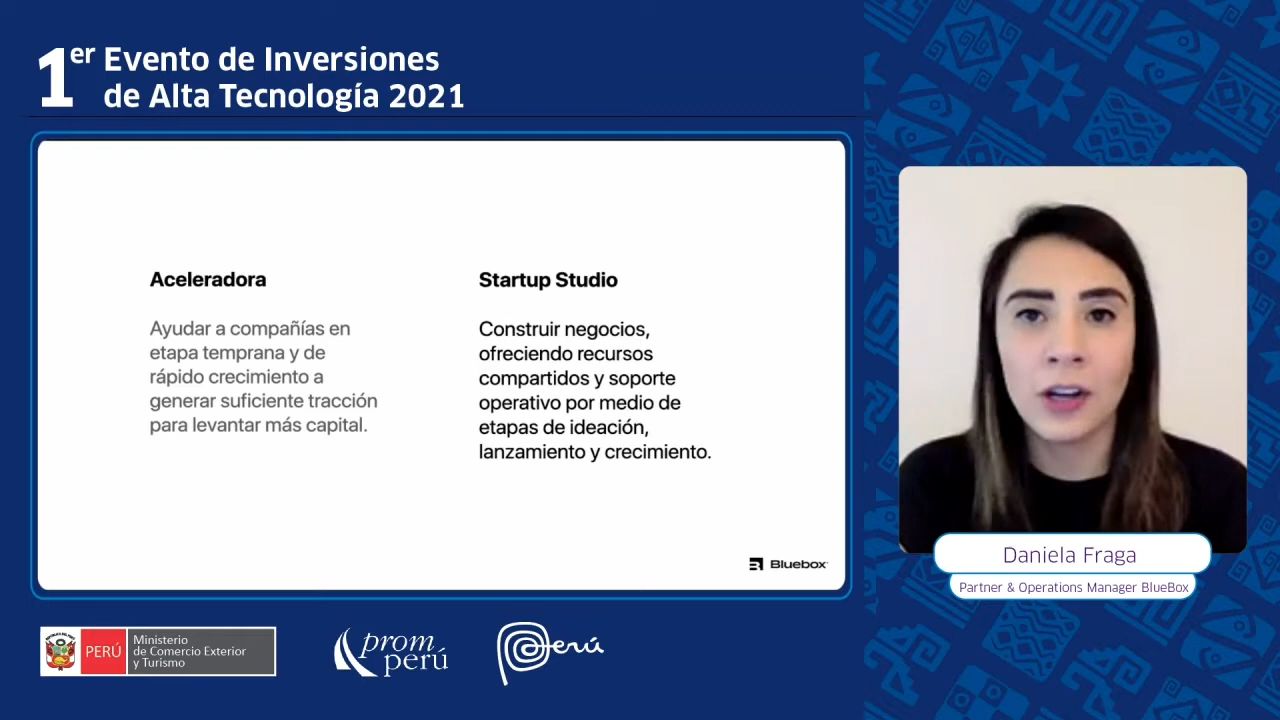 1er Evento de Inversiones
de Alta Tecnología 2021
Aceleradora
Ayudar a compañías en
etapa temprana y de
rápido crecimiento a
generar suficiente tracción
para levantar más capital.
Startup Studio
Construir negocios,
ofreciendo recursos
compartidos y soporte
operativo por medio de
etapas de ideación,
lanzamiento y crecimiento.
Bluebox
Daniela Fraga
Partner & Operations Manager BlueBox
PERÚ
Ministerio
de Comercio Exterior
y Turismo
prom
perú
Perú